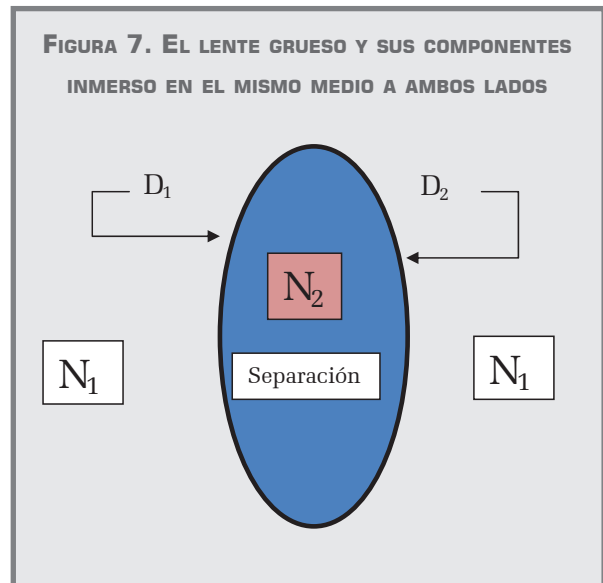 FIGURA 7. EL LENTE GRUESO Y SUS COMPONENTES
INMERSO EN EL MISMO MEDIO A AMBOS LADOS
D₁
D₂
N₂
N₁
Separación
N₁